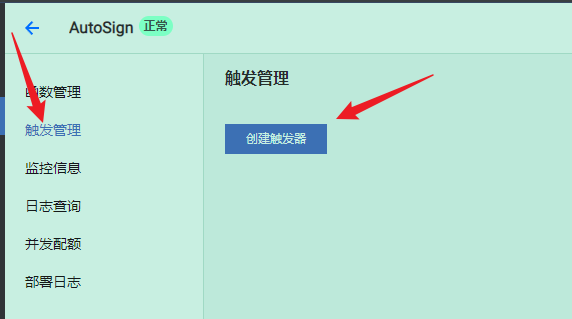 AutoSign 正常
函数管理
触发管理
监控信息
日志查询
并发配额
部署日志
触发管理
创建触发器